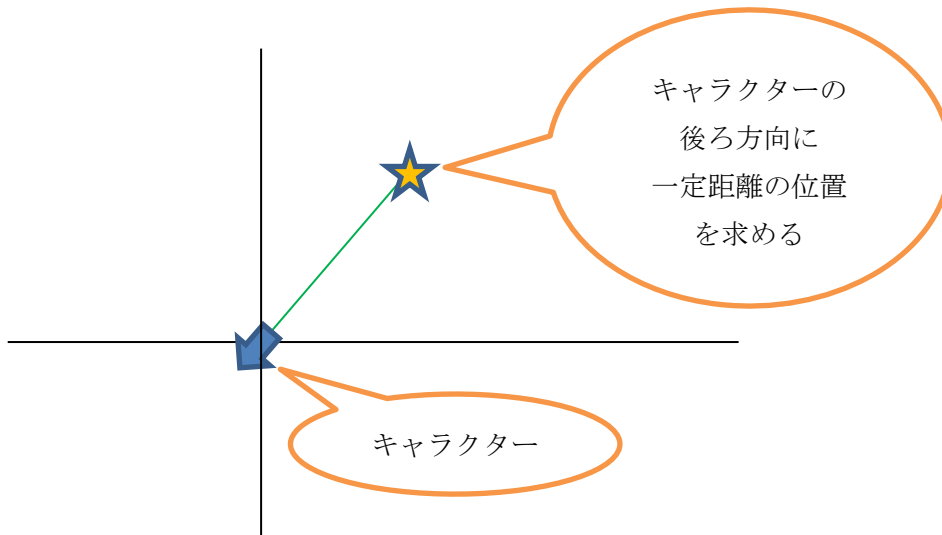 キャラクターの
後ろ方向に
一定距離の位置
を求める
キャラクター